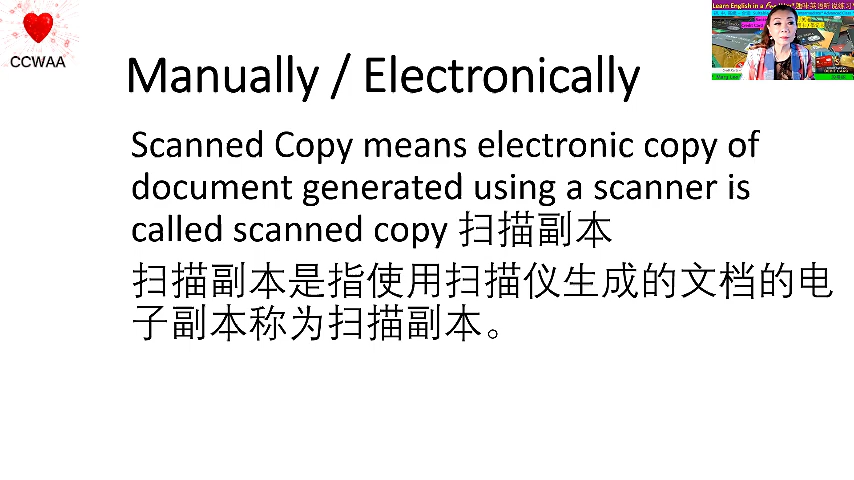 CCWAA
Manually / Electronically
Scanned Copy means electronic copy of
document generated using a scanner is
called scanned copy 扫描副本
扫描副本是指使用扫描仪生成的文档的电
子副本称为扫描副本。
Learn English in a